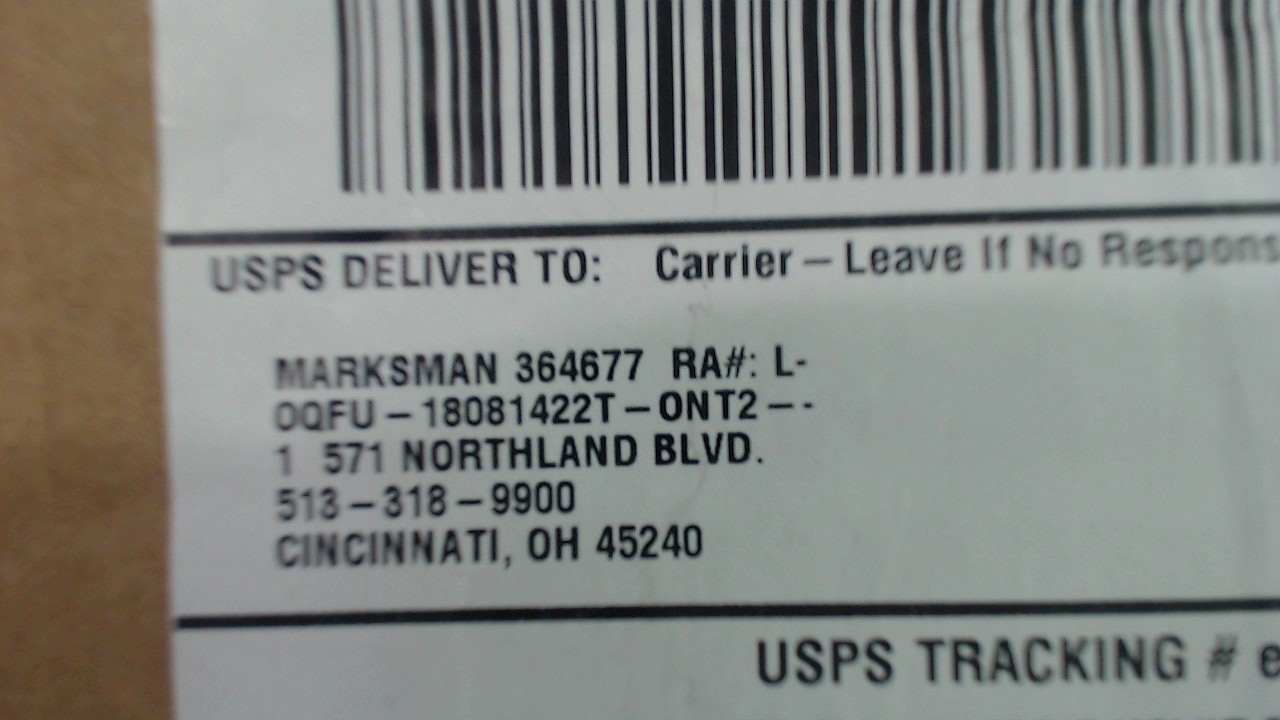 USPS DELIVER TO: Carrier – Leave If No Respons
MARKSMAN 364677 RA#: L-
0QFU – 18081422T – ONT2 – -
1 571 NORTHLAND BLVD.
513 – 318 – 9900
CINCINNATI, OH 45240
USPS TRACKING # e